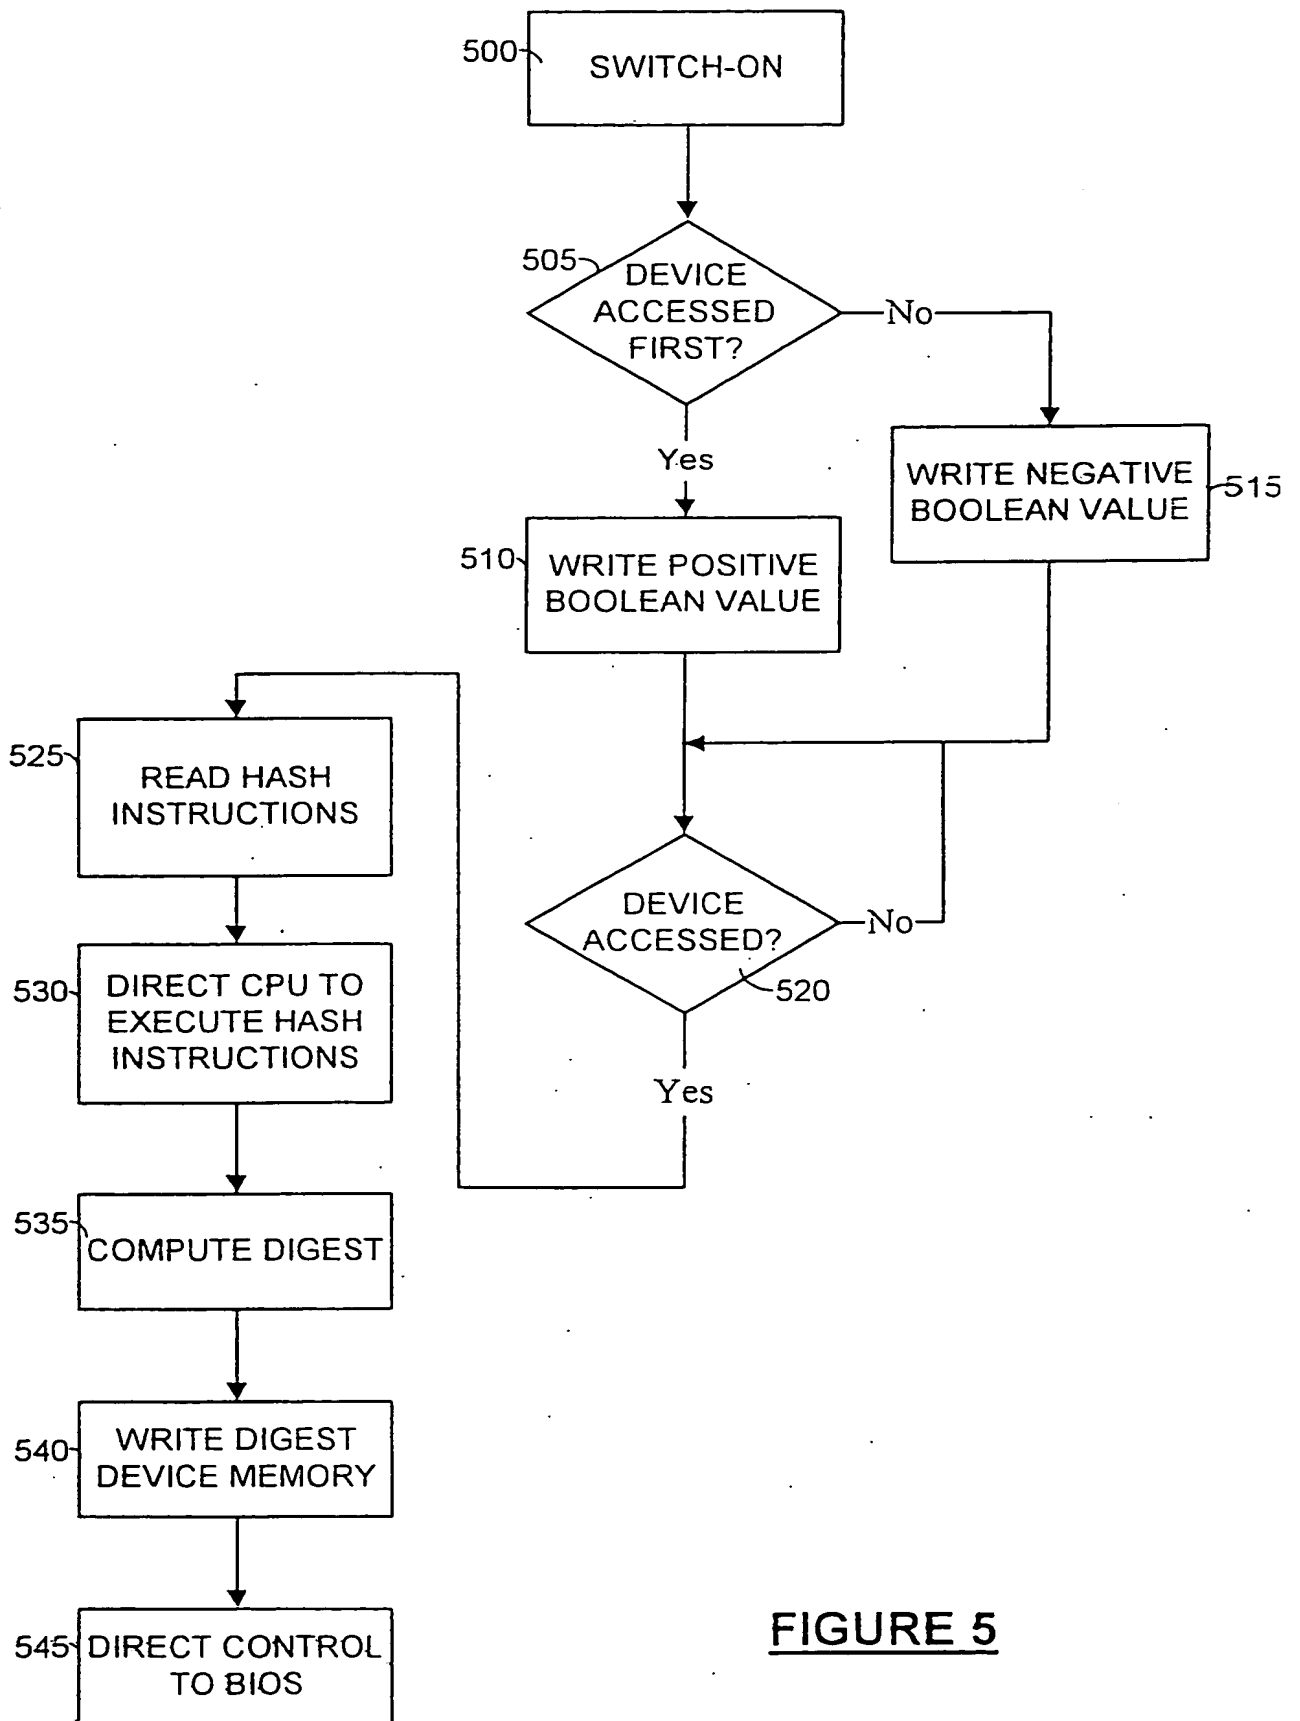 500
SWITCH-ON
505
DEVICE
ACCESSED
FIRST?
No
Yes
WRITE NEGATIVE
BOOLEAN VALUE
515
510
WRITE POSITIVE
BOOLEAN VALUE
525
READ HASH
INSTRUCTIONS
DEVICE
ACCESSED?
No
520
Yes
530
DIRECT CPU TO
EXECUTE HASH
INSTRUCTIONS
535
COMPUTE DIGEST
540
WRITE DIGEST
DEVICE MEMORY
545
DIRECT CONTROL
TO BIOS
FIGURE 5